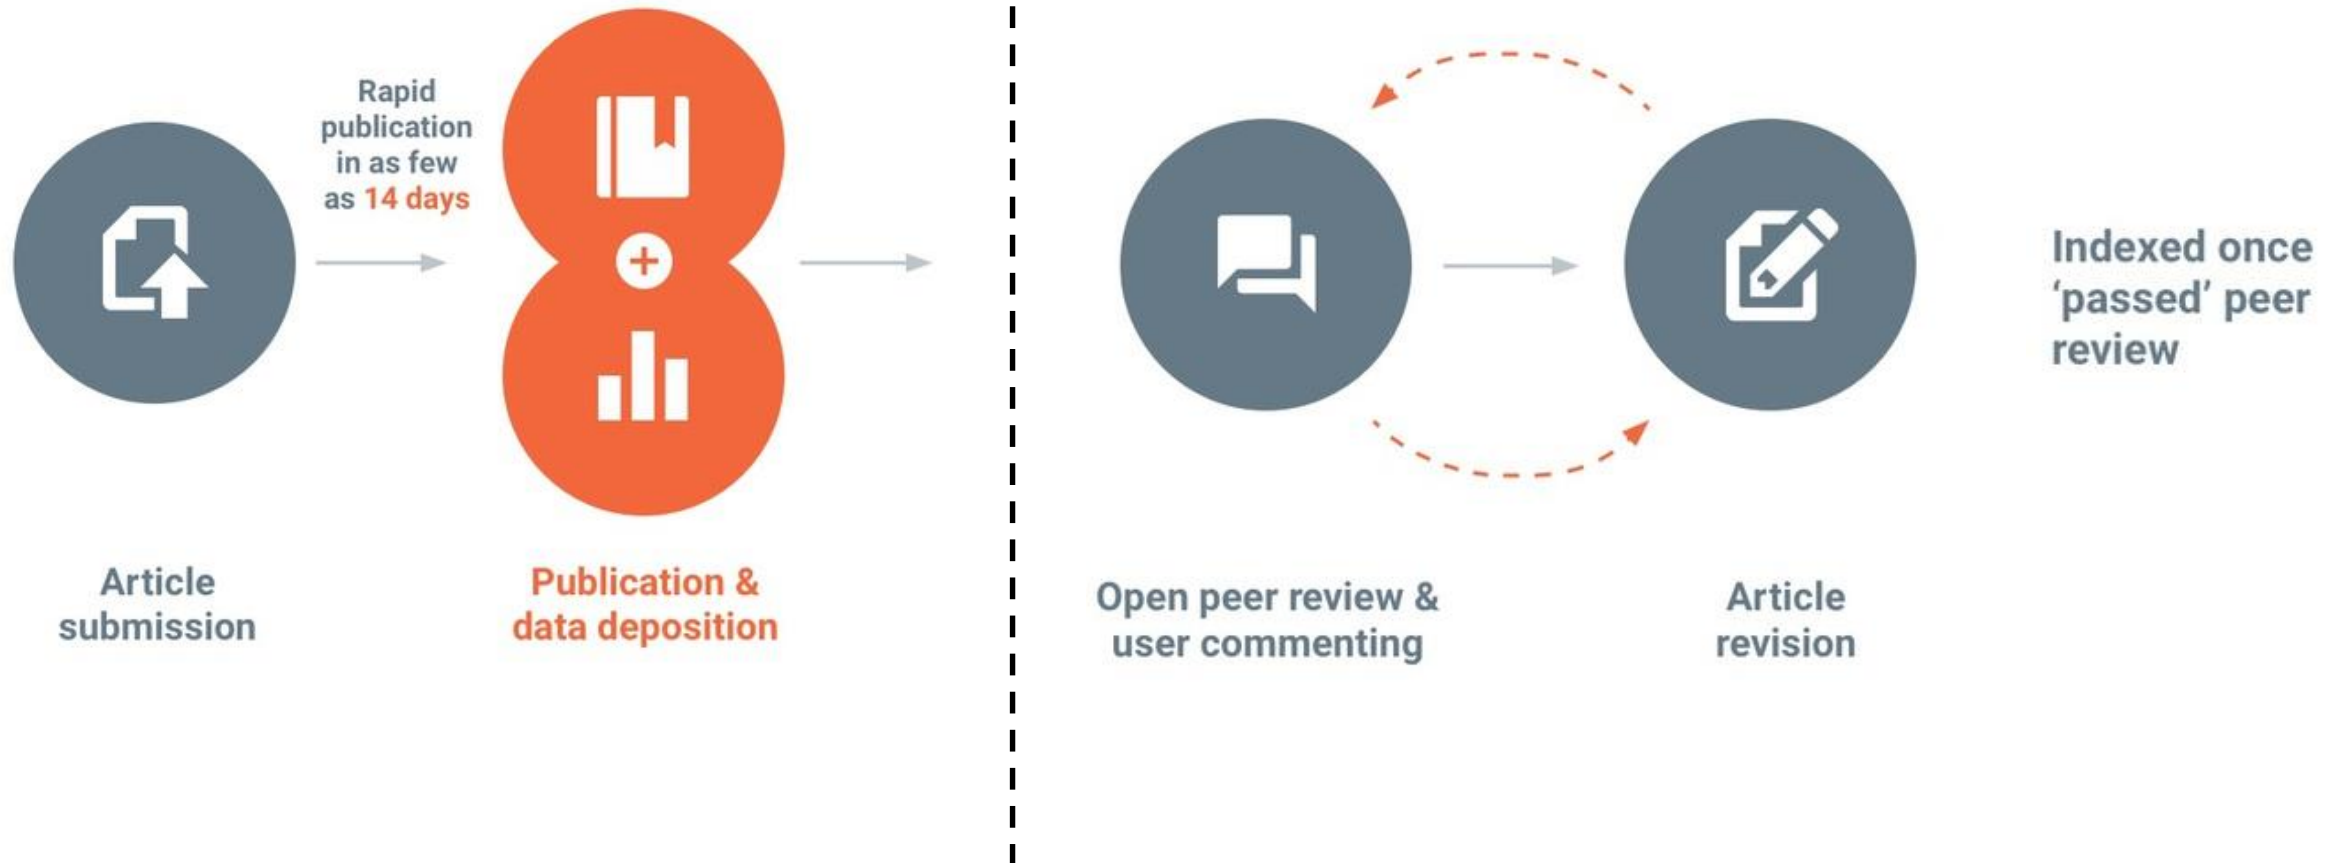 Rapid
publication
in as few
as 14 days
Article
submission
Publication &
data deposition
Open peer review &
user commenting
Article
revision
Indexed once
‘passed’ peer
review